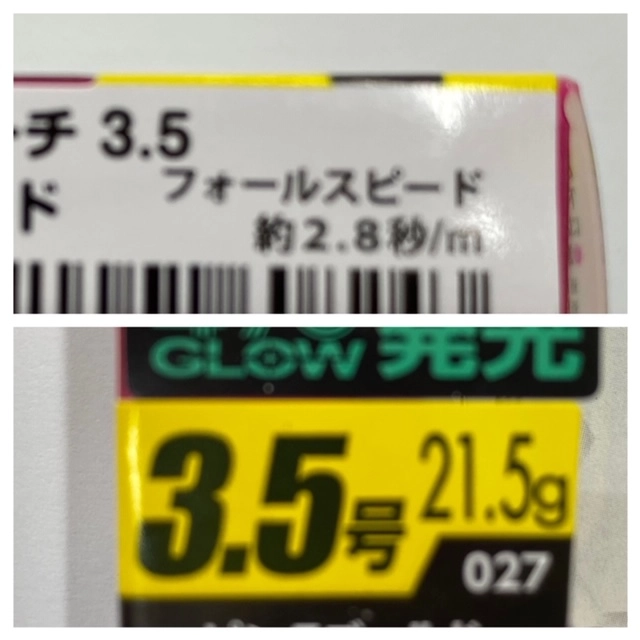 チ 3.5
ド
フォールスピード
約2.8秒/m
GLOW 発光
3.5号
21.5g
027